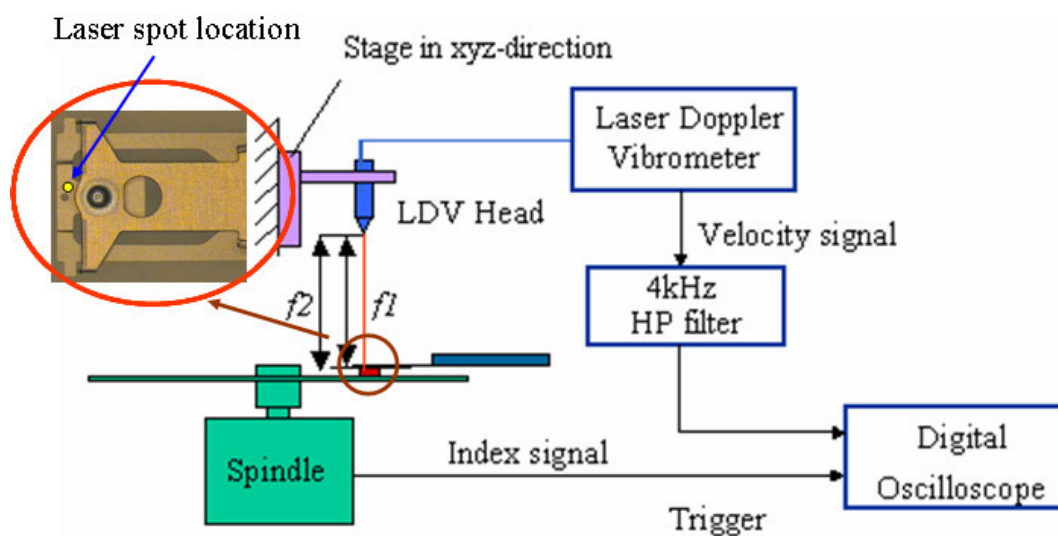 Laser spot location
Stage in xyz-direction
Laser Doppler
Vibrometer
LDV Head
Velocity signal
4kHz
HP filter
f2
f1
Spindle
Index signal
Digital
Oscilloscope
Trigger